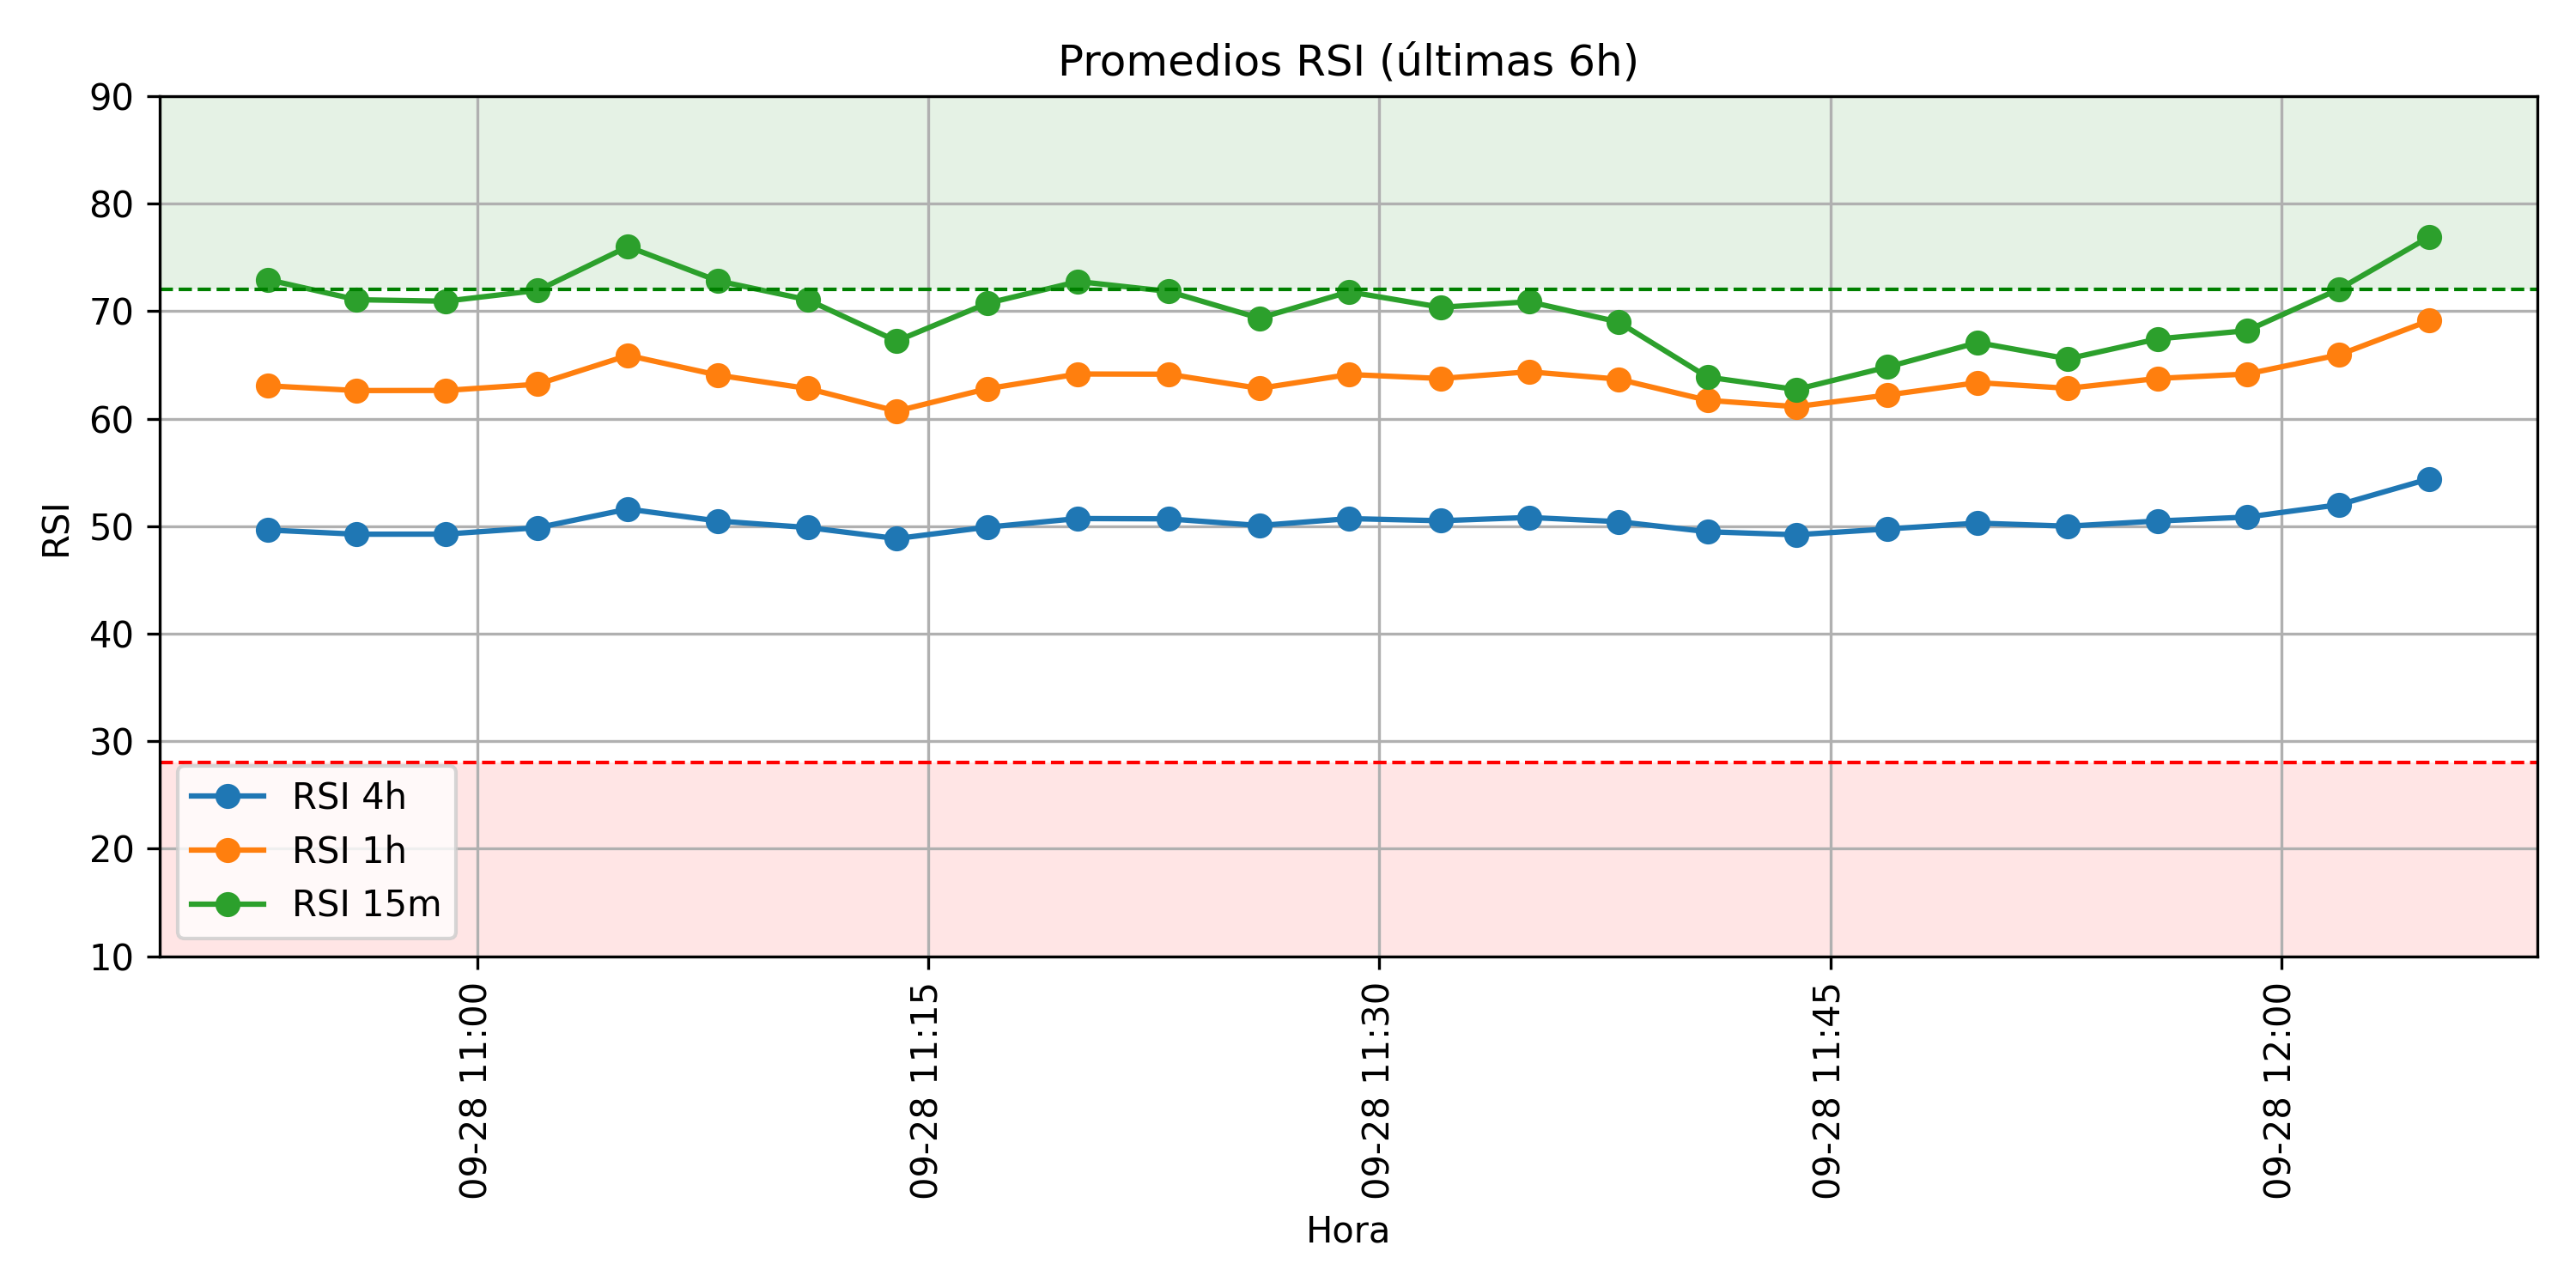 Promedios RSI (últimas 6h)
90
80
70
60
50
40
30
20
10
RSI
RSI 4h
RSI 1h
RSI 15m
09-28 11:00
09-28 11:15
09-28 11:30
09-28 11:45
09-28 12:00
Hora